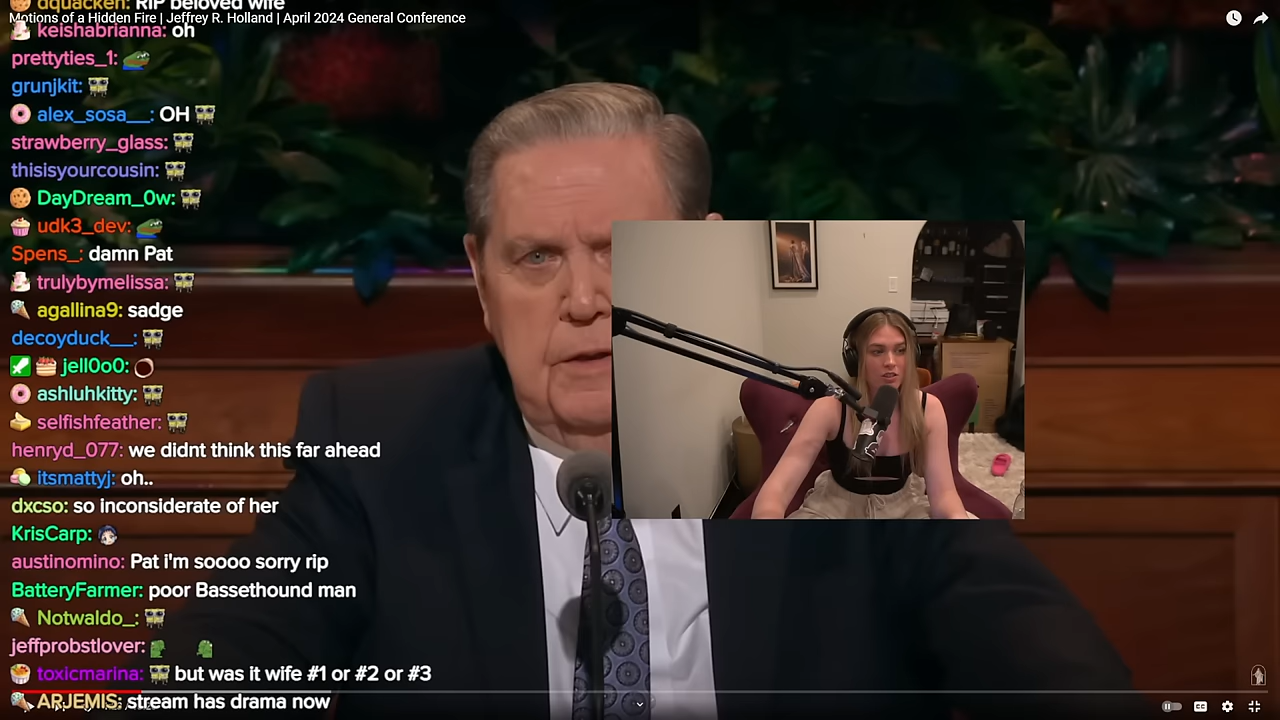 dquacken: RIP beloved wife
Motions of a Hidden Fire | Jeffrey R. Holland | April 2024 General Conference
keishabrianna: oh
prettyties_1:
grunjkit:
alex_sosa__: OH
strawberry_glass:
thisisyourcousin:
DayDream_0w:
udk3_dev:
Spens_: damn Pat
trulybymelissa:
agallina9: sadge
decoyduck__:
jell0o0:
ashluhkitty:
selfishfeather:
henryd_077: we didnt think this far ahead
itsmattyj: oh..
dxcso: so inconsiderate of her
KrisCarp:
austinomino: Pat i'm soooo sorry rip
BatteryFarmer: poor Bassethound man
Notwaldo_:
jeffprobstlover:
toxicmarina: but was it wife #1 or #2 or #3
ARJEMIS: stream has drama now
CC